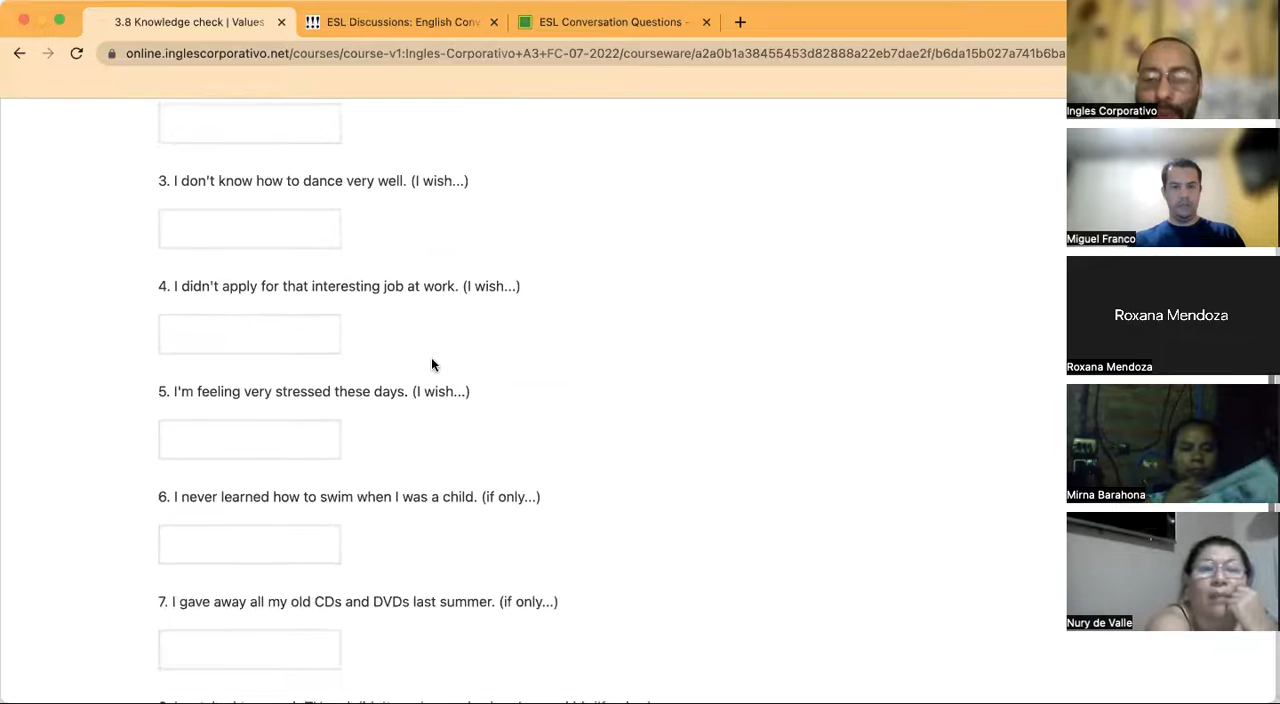 3.8 Knowledge check | Values
ESL Discussions: English Conv
ESL Conversation Questions -
online.inglescorporativo.net/courses/course-v1:Ingles-Corporativo+A3+FC-07-2022/courseware/a2a0b1a38455453d82888a22eb7dae2f/b6da15b027a741b6ba
3. I don't know how to dance very well. (I wish...)
4. I didn't apply for that interesting job at work. (I wish...)
5. I'm feeling very stressed these days. (I wish...)
6. I never learned how to swim when I was a child. (if only...)
7. I gave away all my old CDs and DVDs last summer. (if only...)
Ingles Corporativo
Miguel Franco
Roxana Mendoza
Roxana Mendoza
Mirna Barahona
Nury de Valle